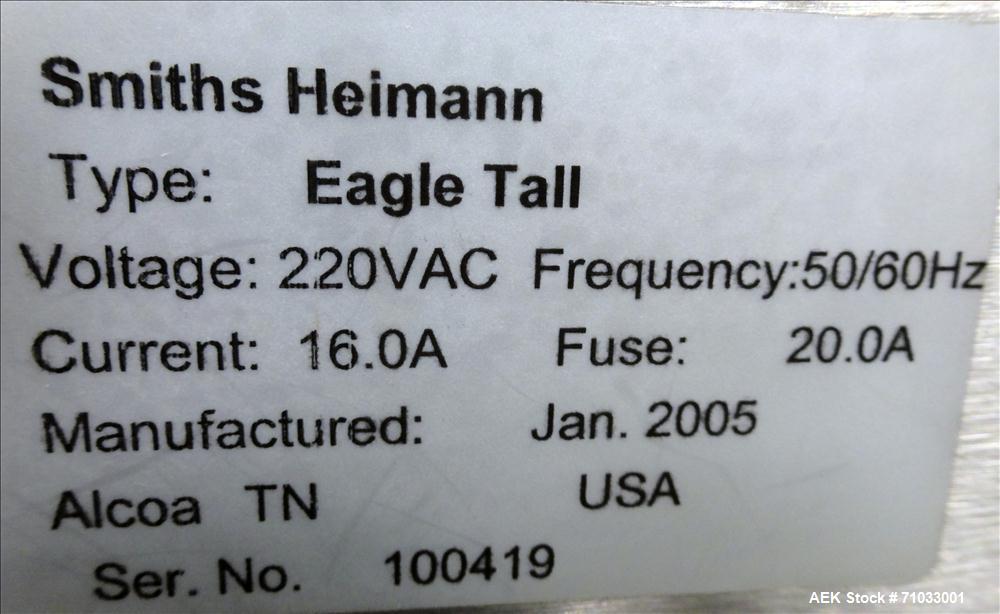 Smiths Heimann
Type: Eagle Tall
Voltage: 220VAC Frequency:50/60Hz
Current: 16.0A Fuse: 20.0A
Manufactured: Jan. 2005
Alcoa TN USA
Ser. No. 100419
AEK Stock # 71033001